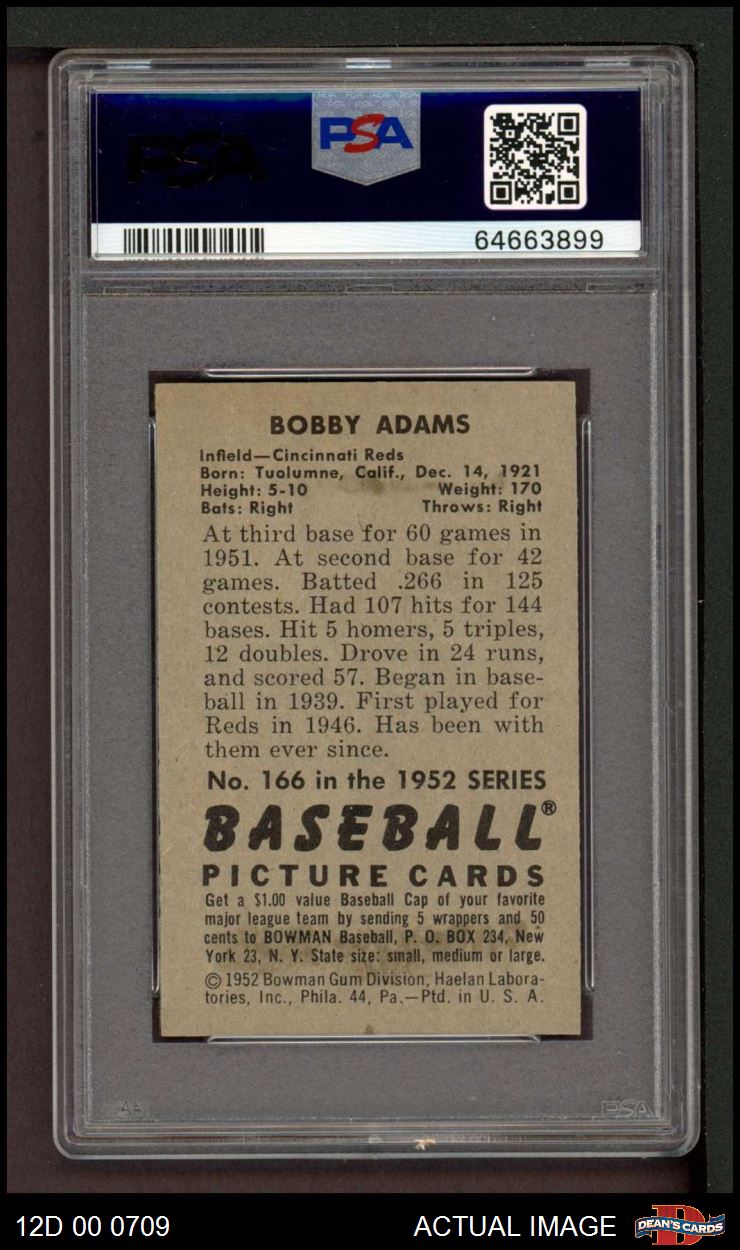 PSA
PSA
64663899
BOBBY ADAMS
Infield—Cincinnati Reds
Born: Tuolumne, Calif., Dec. 14, 1921
Height: 5-10 Weight: 170
Bats: Right Throws: Right
At third base for 60 games in
1951. At second base for 42
games. Batted .266 in 125
contests. Had 107 hits for 144
bases. Hit 5 homers, 5 triples,
12 doubles. Drove in 24 runs,
and scored 57. Began in base-
ball in 1939. First played for
Reds in 1946. Has been with
them ever since.
No. 166 in the 1952 SERIES
BASEBALL®
PICTURE CARDS
Get a $1.00 value Baseball Cap of your favorite
major league team by sending 5 wrappers and 50
cents to BOWMAN Baseball, P. O. BOX 234, New
York 23, N. Y. State size: small, medium or large.
© 1952 Bowman Gum Division, Haelan Labora-
tories, Inc., Phila. 44, Pa.—Ptd. in U. S. A.
PSA
12D 00 0709 ACTUAL IMAGE DEAN'S CARDS